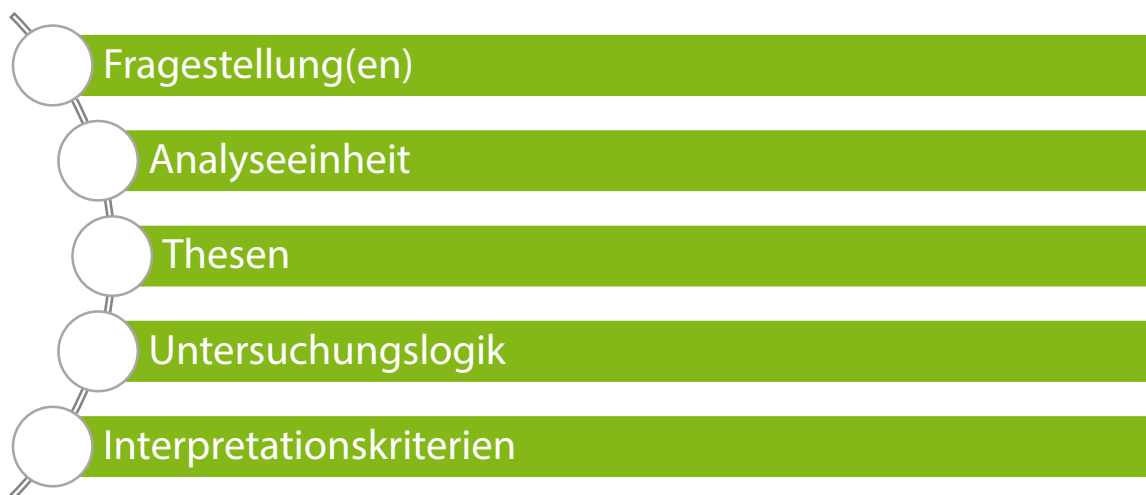 Fragestellung(en)
Analyseeinheit
Thesen
Untersuchungslogik
Interpretationskriterien